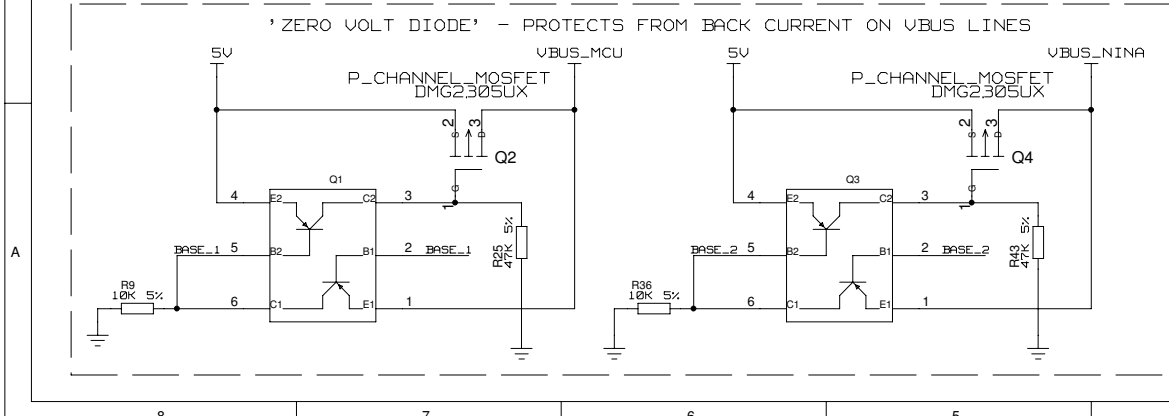 'ZERO VOLT DIODE' - PROTECTS FROM BACK CURRENT ON VBUS LINES
5V
VBUS_MCU
5V
VBUS_NINA
P_CHANNEL_MOSFET
DMG2305UX
P_CHANNEL_MOSFET
DMG2305UX
2
S
3
D
Q2
G
1
2
S
3
D
Q4
G
1
Q1
4
E2
C2
3
BASE_1
5
B2
B1
2
BASE_1
6
C1
E1
1
R9
10K 5%
R25
47K 5%
Q3
4
E2
C2
3
BASE_2
5
B2
B1
2
BASE_2
6
C1
E1
1
R36
10K 5%
R43
47K 5%
A
8
7
6
5